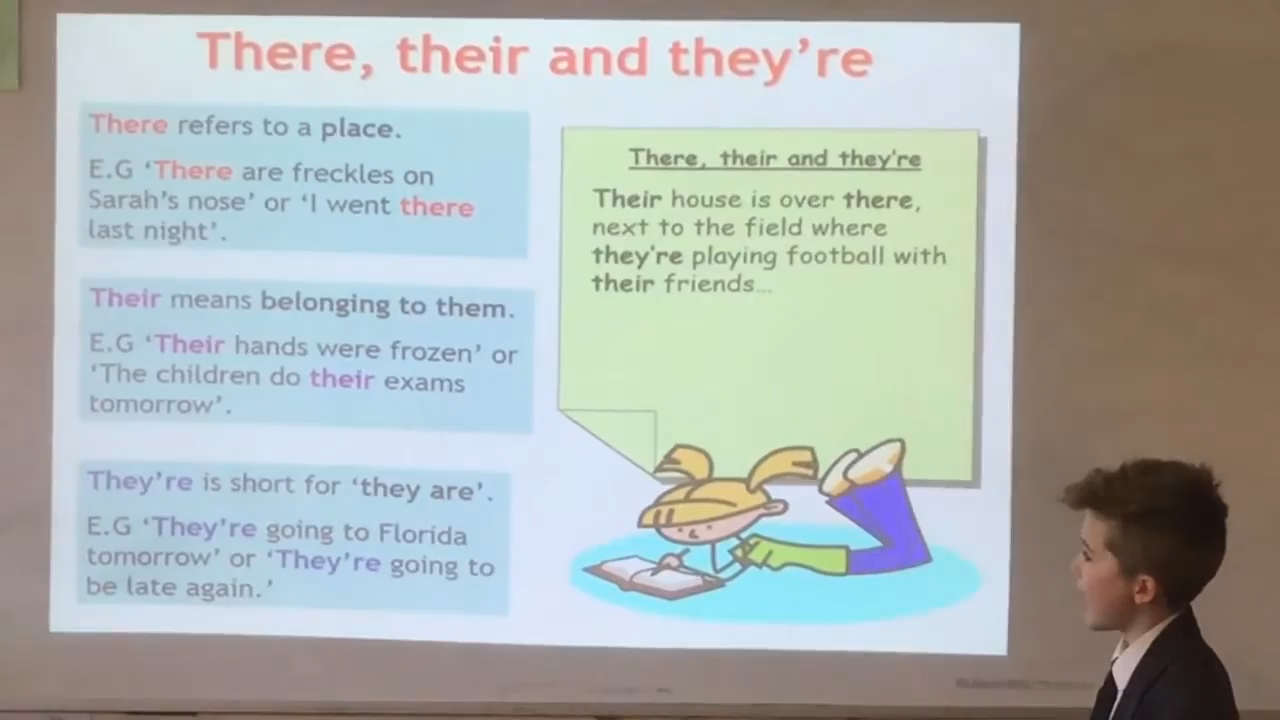 There, their and they're
There refers to a place.
E.G 'There are freckles on
Sarah's nose' or 'I went there
last night'.
Their means belonging to them.
E.G 'Their hands were frozen' or
'The children do their exams
tomorrow'.
They're is short for 'they are'.
E.G 'They're going to Florida
tomorrow' or 'They're going to
be late again.'
There, their and they're
Their house is over there,
next to the field where
they're playing football with
their friends...